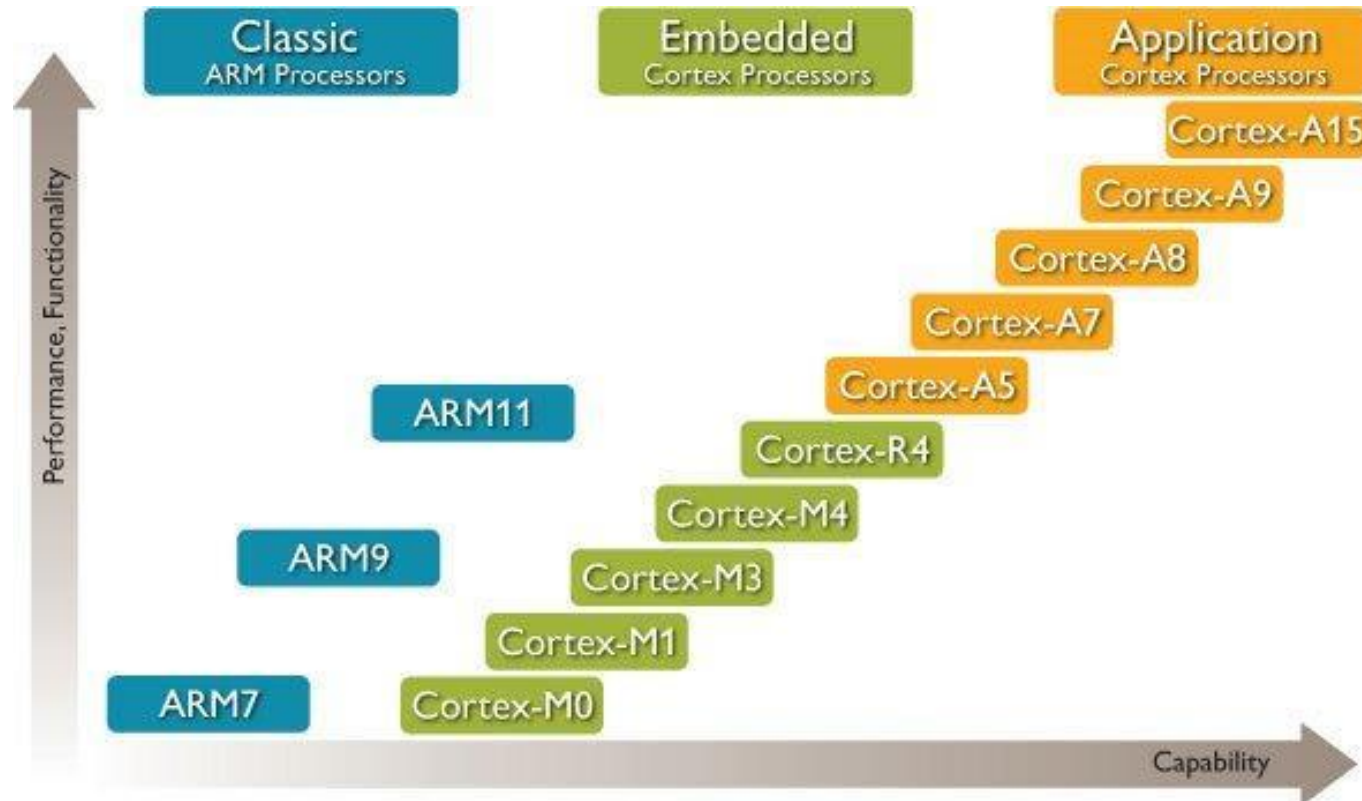 Classic
ARM Processors
Embedded
Cortex Processors
Application
Cortex Processors
Cortex-A15
Cortex-A9
Cortex-A8
Cortex-A7
Cortex-A5
ARM11
Cortex-R4
Cortex-M4
ARM9
Cortex-M3
Cortex-M1
ARM7
Cortex-M0
Performance, Functionality
Capability